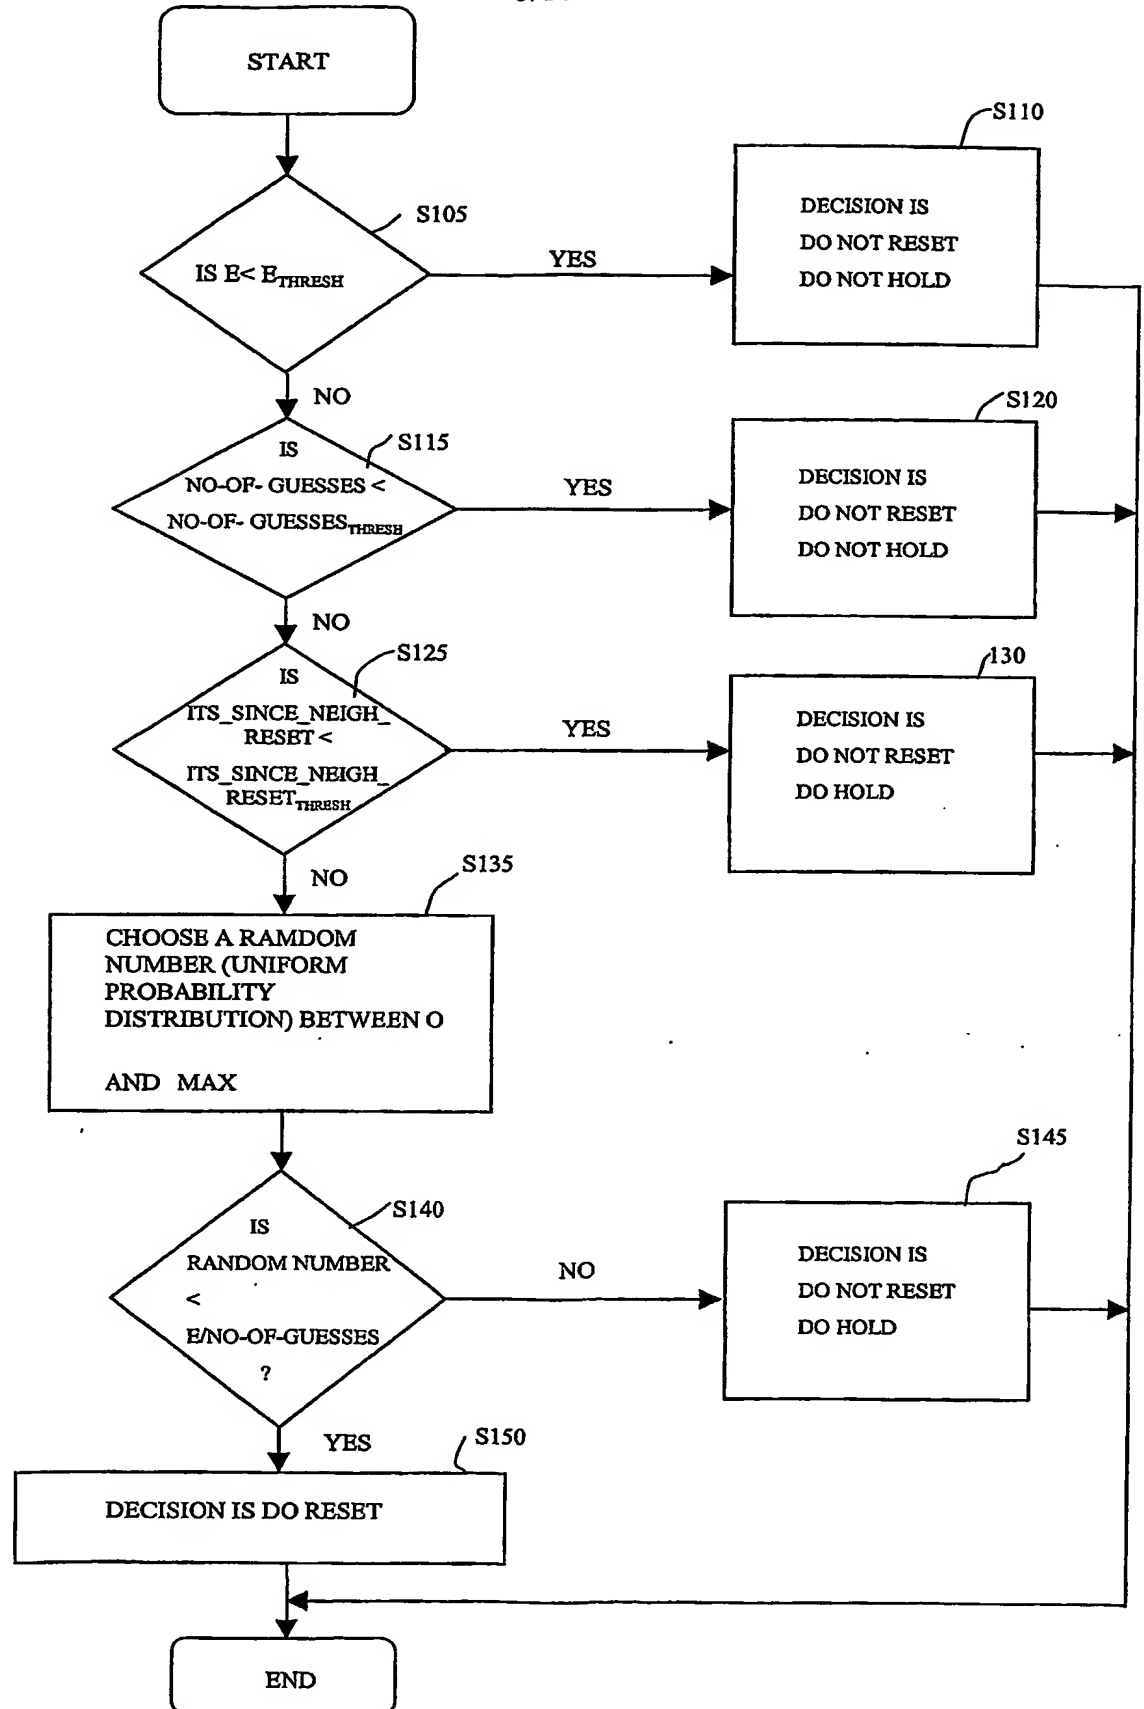 START
S110
DECISION IS
DO NOT RESET
DO NOT HOLD
S105
IS E< ETHRESH
YES
NO
S120
IS
NO-OF- GUESSES <
NO-OF- GUESSESTHRESH
S115
YES
DECISION IS
DO NOT RESET
DO NOT HOLD
NO
130
S125
IS
ITS_SINCE_NEIGH_
RESET <
ITS_SINCE_NEIGH_
RESETTHRESH
YES
DECISION IS
DO NOT RESET
DO HOLD
NO
S135
CHOOSE A RAMDOM
NUMBER (UNIFORM
PROBABILITY
DISTRIBUTION) BETWEEN O
AND MAX
S145
S140
IS
RANDOM NUMBER
<
E/NO-OF-GUESSES
?
NO
DECISION IS
DO NOT RESET
DO HOLD
YES
S150
DECISION IS DO RESET
END